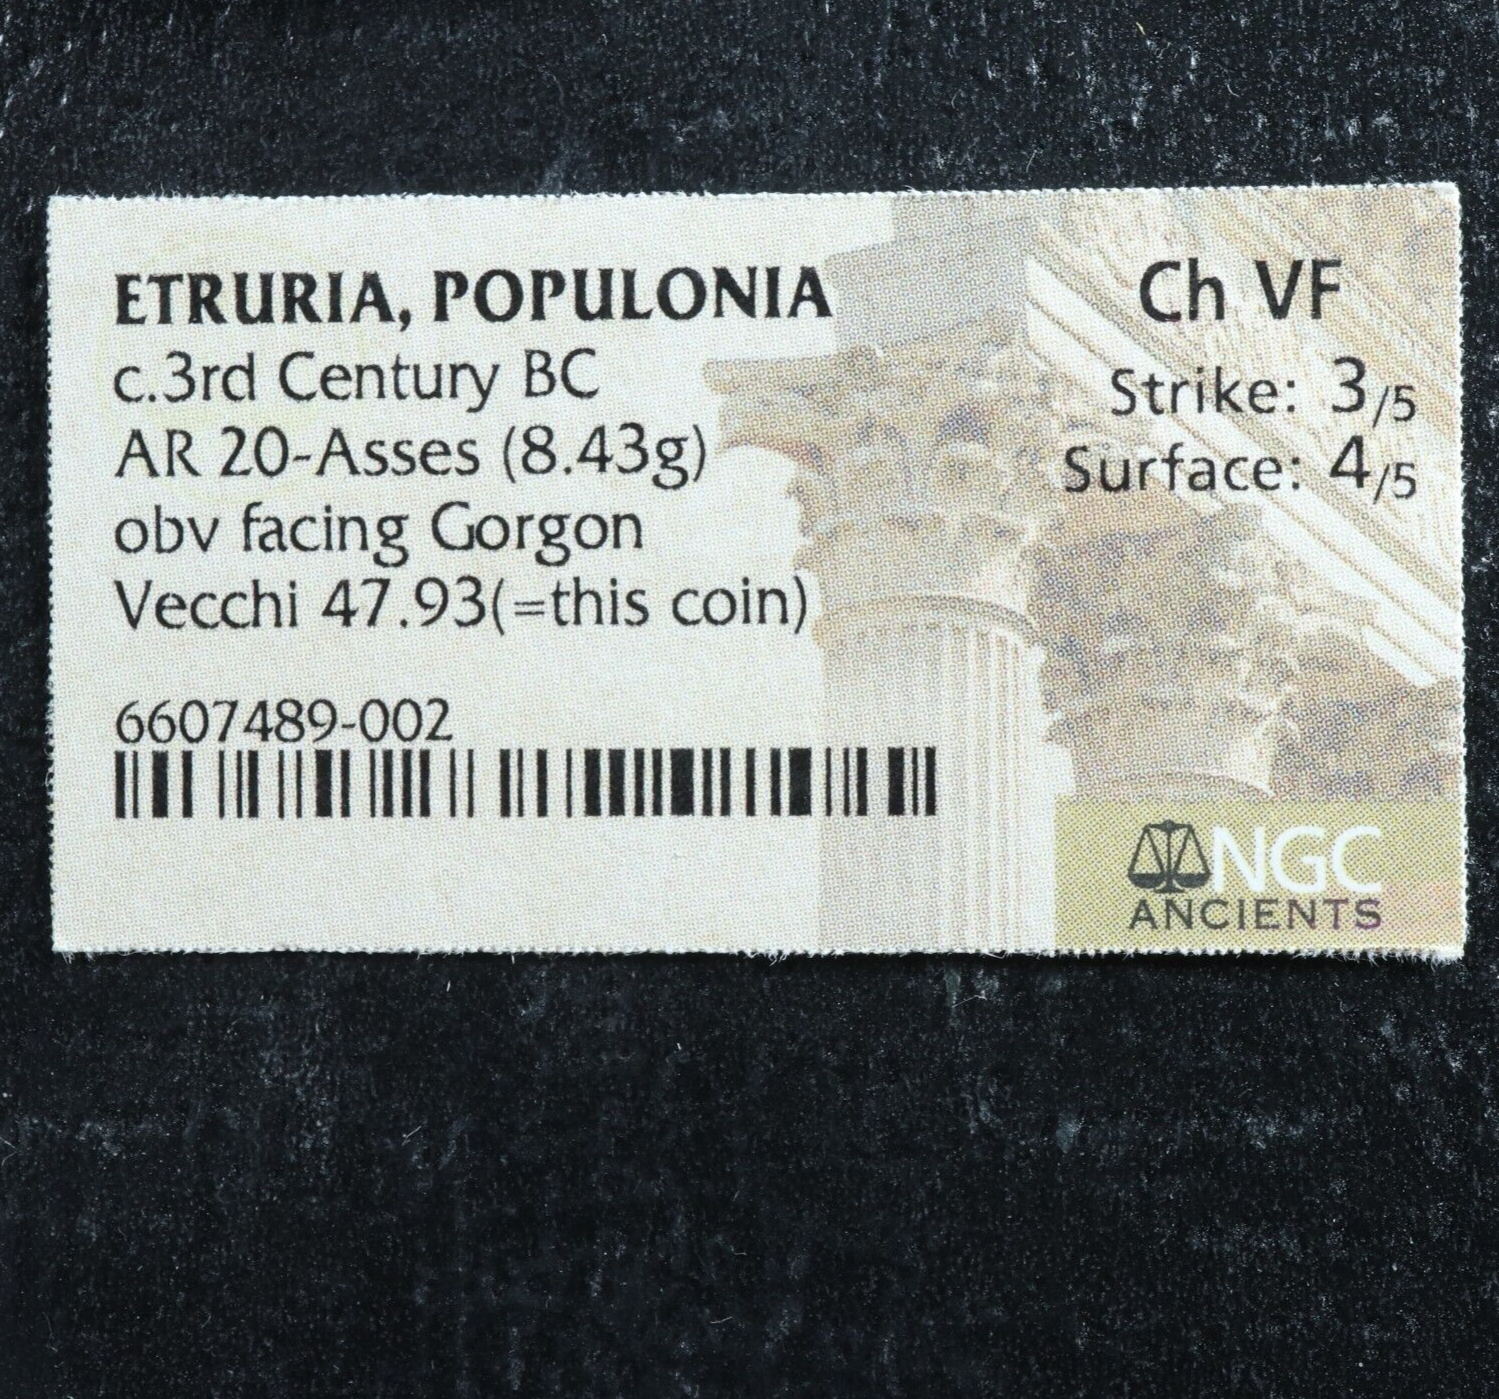 ETRURIA, POPULONIA
c.3rd Century BC
AR 20-Asses (8.43g)
obv facing Gorgon
Vecchi 47.93(=this coin)
6607489-002
Ch VF
Strike: 3/5
Surface: 4/5
NGC
ANCIENTS